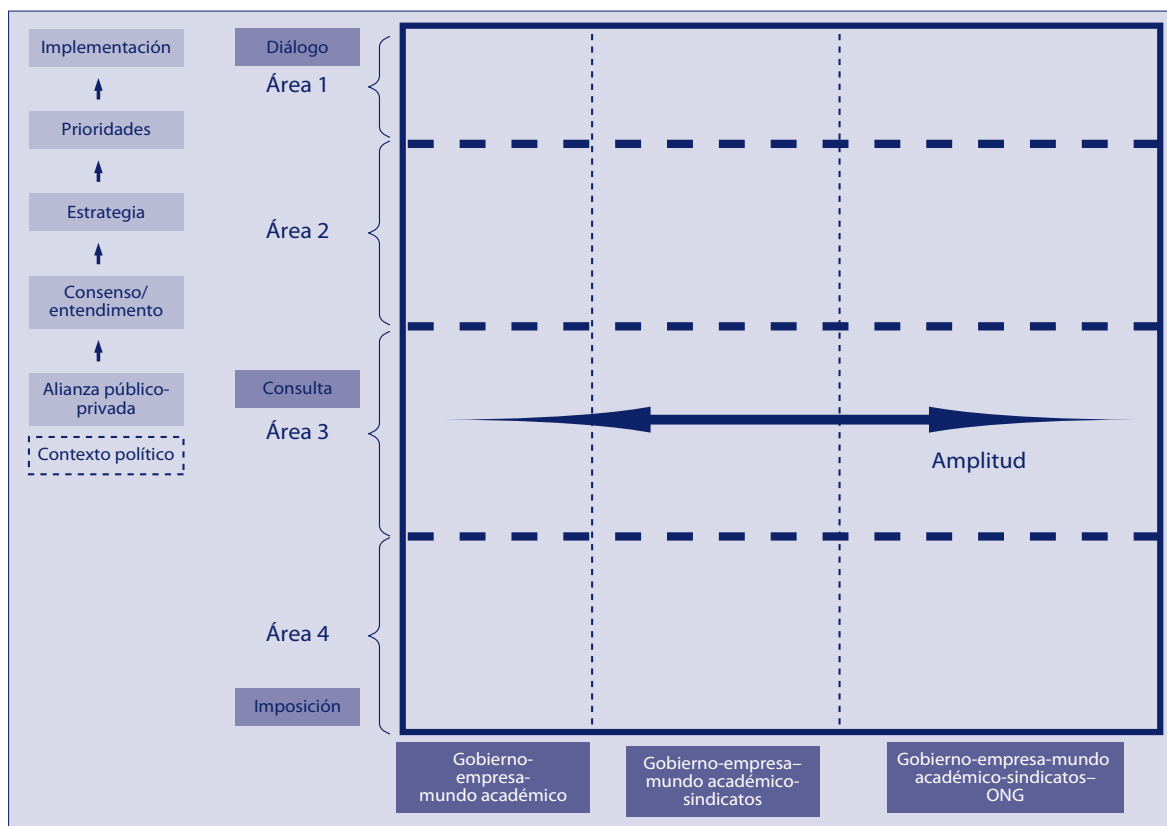 Implementación
Prioridades
Estrategia
Consenso/
entendimento
Alianza público-
privada
Contexto político
Diálogo
Área 1
Área 2
Consulta
Área 3
Área 4
Imposición
Amplitud
Gobierno-
empresa-
mundo académico
Gobierno-empresa–
mundo académico-
sindicatos
Gobierno-empresa-mundo
académico-sindicatos–
ONG